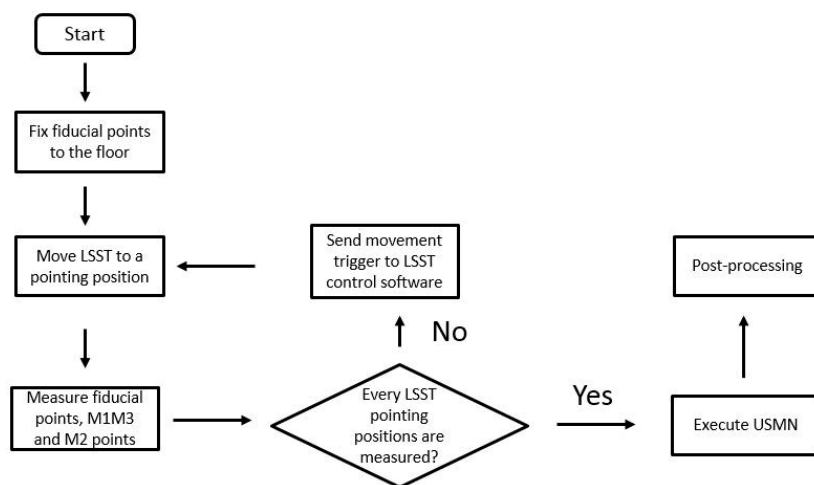 Start
Fix fiducial points
to the floor
Move LSST to a
pointing position
Measure fiducial
points, M1M3
and M2 points
Every LSST
pointing
positions are
measured?
No
Send movement
trigger to LSST
control software
Yes
Execute USMN
Post-processing